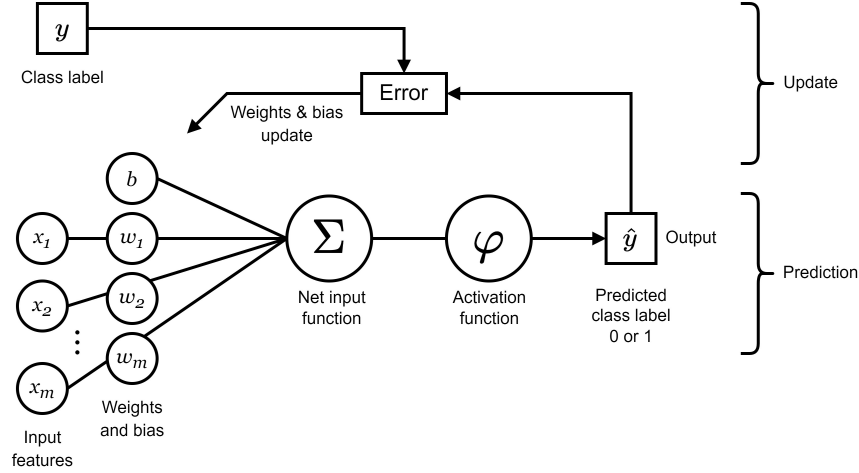 y
Class label
Error
Update
Weights & bias
update
b
x₁
w₁
Σ
φ
ŷ
Output
x₂
w₂
Net input
function
Activation
function
Predicted
class label
0 or 1
Prediction
⋮
xₘ
wₘ
Weights
and bias
Input
features